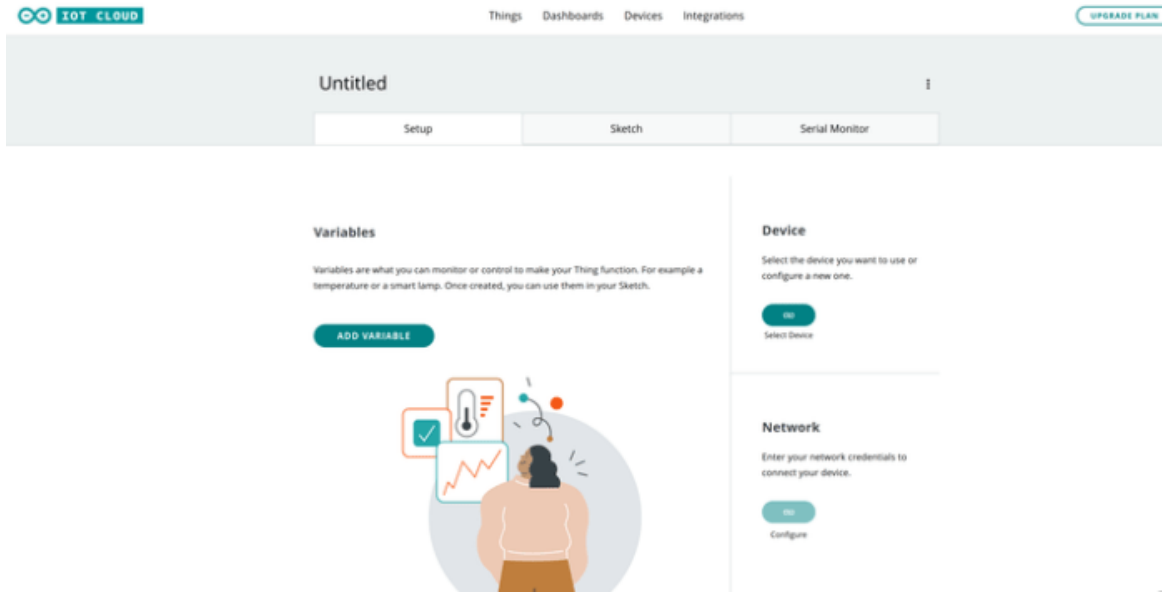 IOT CLOUD
Things Dashboards Devices Integrations
UPGRADE PLAN
Untitled
Setup Sketch Serial Monitor
Variables
Variables are what you can monitor or control to make your Thing function. For example a
temperature or a smart lamp. Once created, you can use them in your Sketch.
ADD VARIABLE
Device
Select the device you want to use or
configure a new one.
Select Device
Network
Enter your network credentials to
connect your device.
Configure